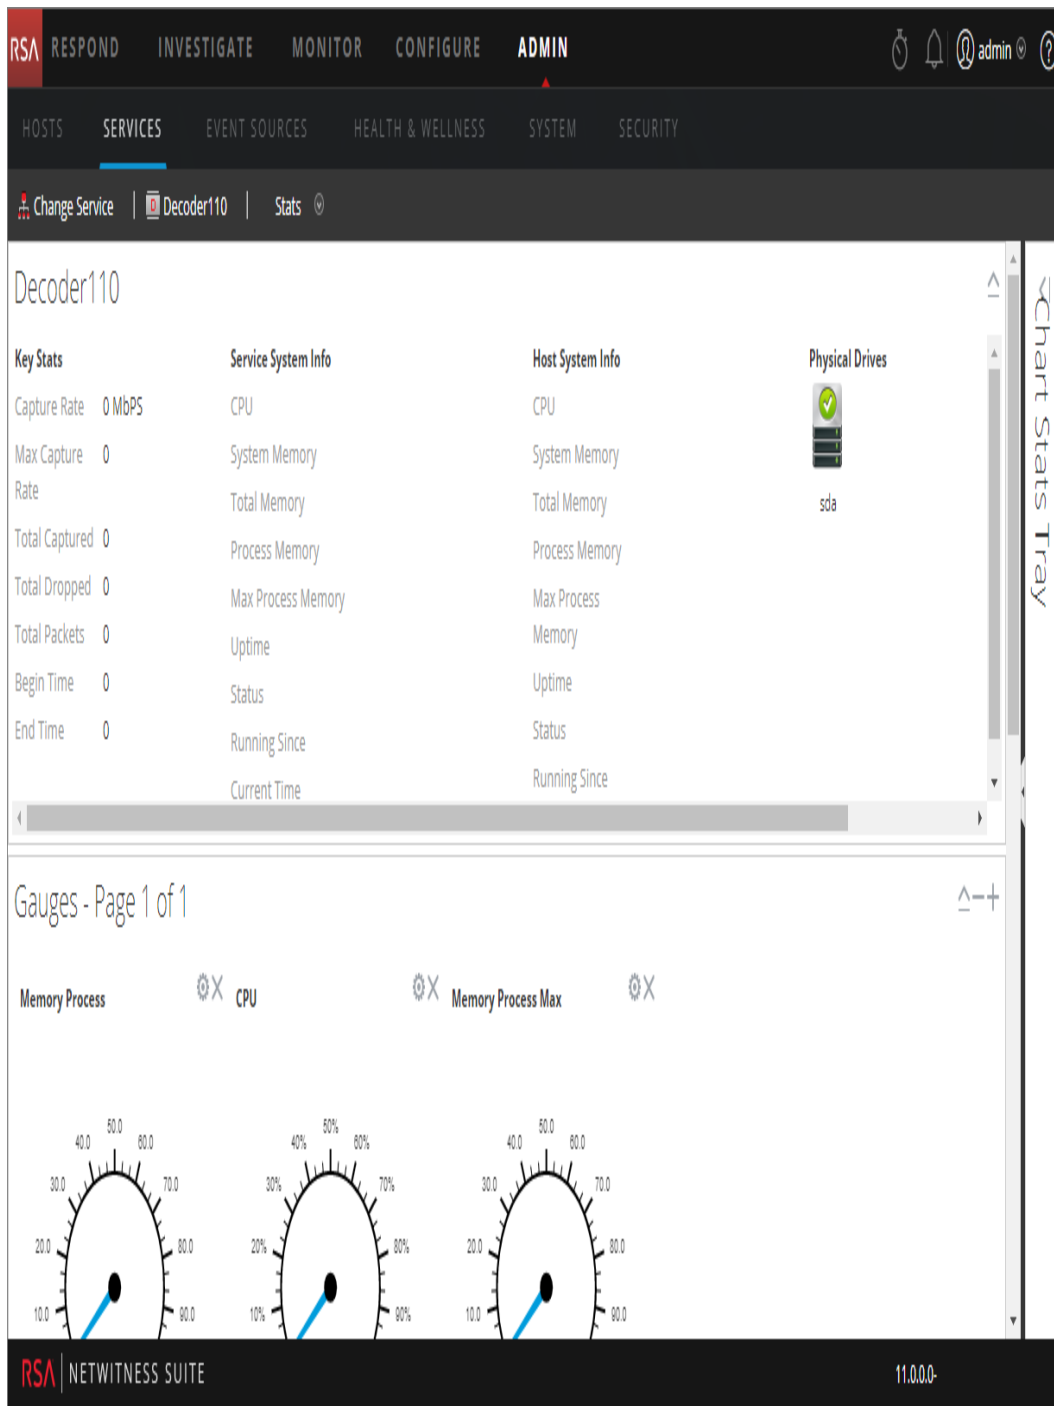 RSA RESPOND INVESTIGATE MONITOR CONFIGURE ADMIN admin ?
HOSTS SERVICES EVENT SOURCES HEALTH & WELLNESS SYSTEM SECURITY
Change Service | D Decoder110 | Stats
Decoder110
Key Stats
Capture Rate 0 MbPS
Max Capture Rate 0
Total Captured 0
Total Dropped 0
Total Packets 0
Begin Time 0
End Time 0
Service System Info
CPU
System Memory
Total Memory
Process Memory
Max Process Memory
Uptime
Status
Running Since
Current Time
Host System Info
CPU
System Memory
Total Memory
Process Memory
Max Process
Memory
Uptime
Status
Running Since
Physical Drives
sda
Chart Stats Tray
Gauges - Page 1 of 1
Memory Process
10.0 20.0 30.0 40.0 50.0 60.0 70.0 80.0 90.0
CPU
10% 20% 30% 40% 50% 60% 70% 80% 90%
Memory Process Max
10.0 20.0 30.0 40.0 50.0 60.0 70.0 80.0 90.0
RSA | NETWITNESS SUITE 11.0.0.0-